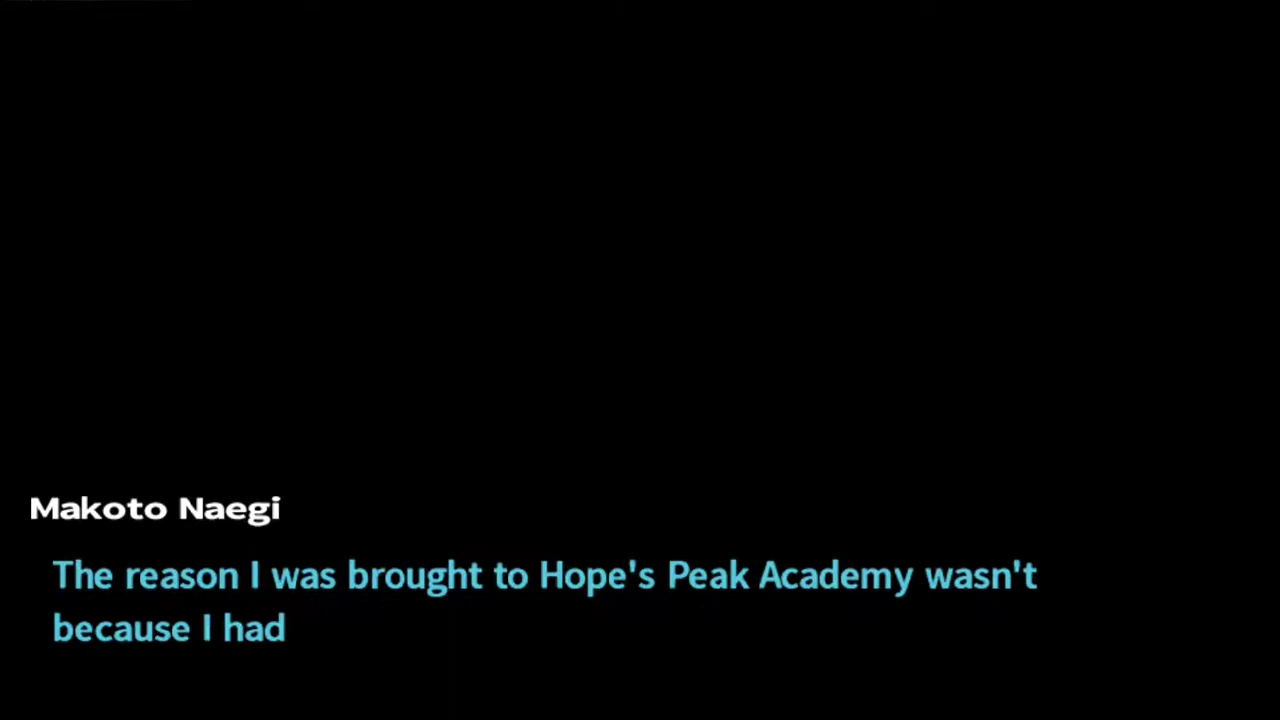 Makoto Naegi
The reason I was brought to Hope's Peak Academy wasn't
because I had